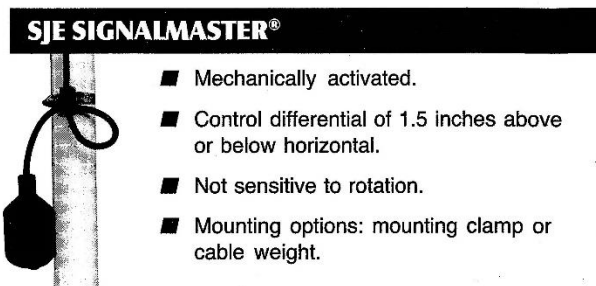 SJE SIGNALMASTER®
■ Mechanically activated.
■ Control differential of 1.5 inches above
or below horizontal.
■ Not sensitive to rotation.
■ Mounting options: mounting clamp or
cable weight.